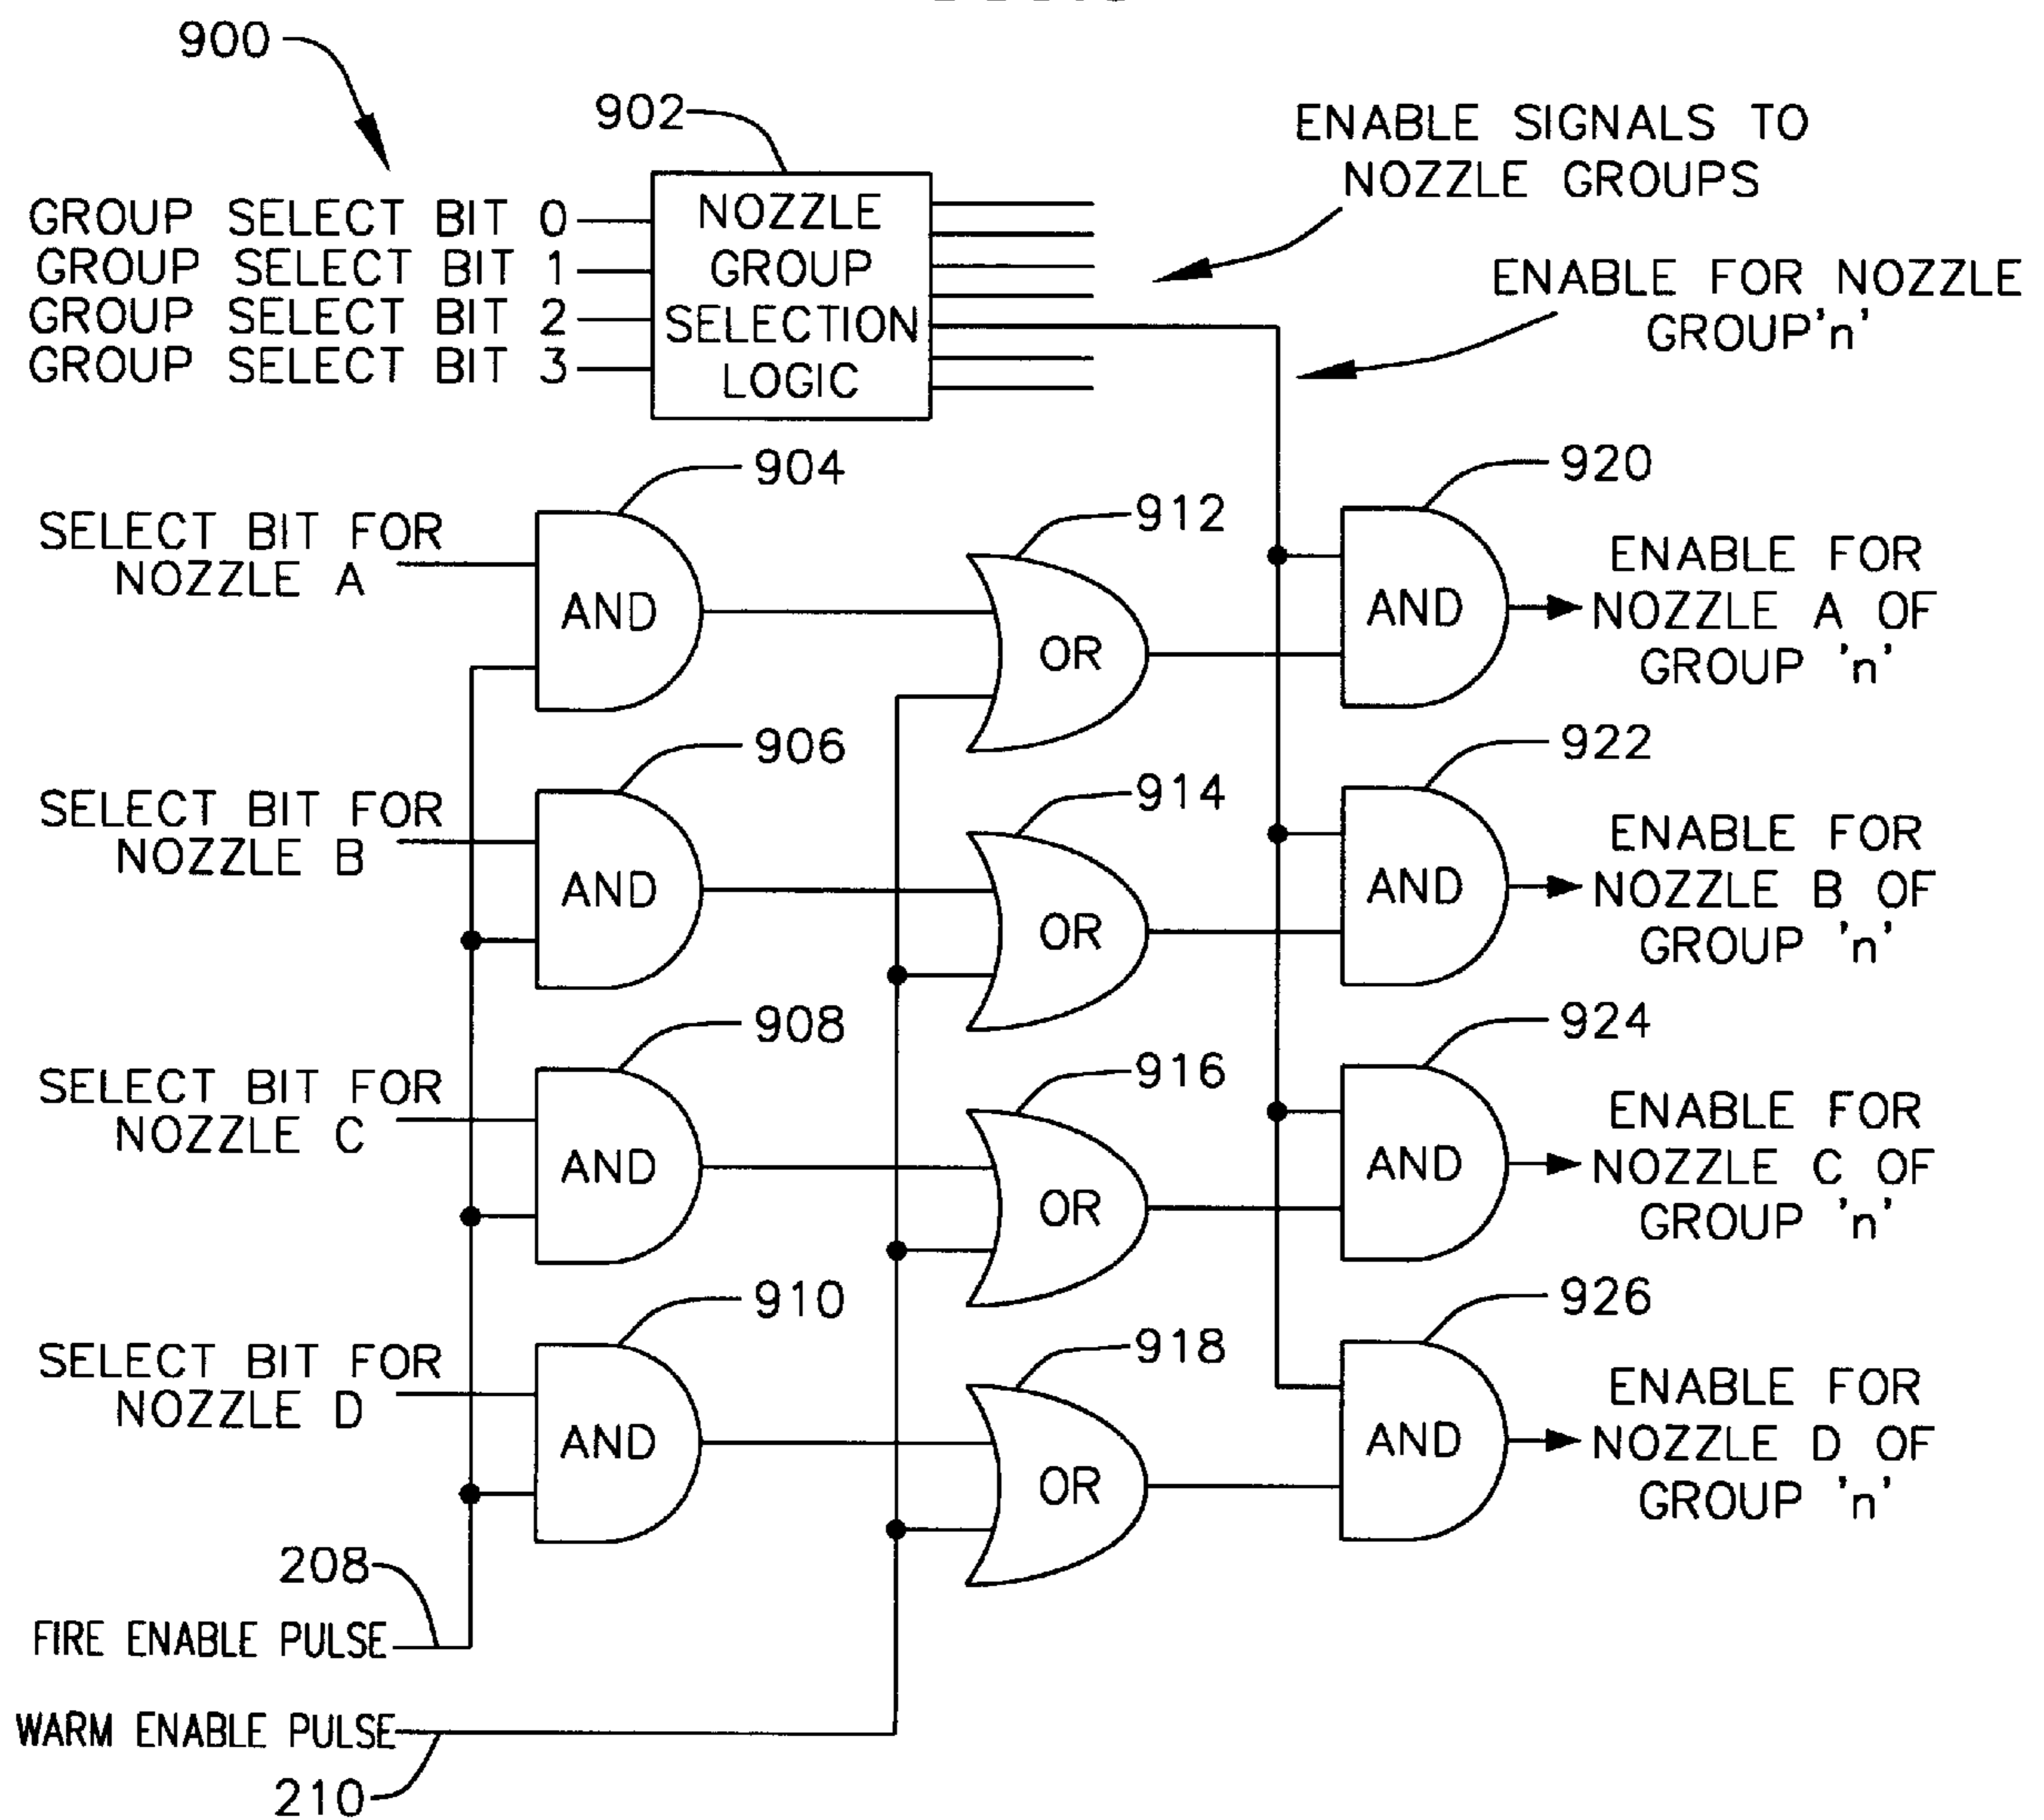 900
902
ENABLE SIGNALS TO
NOZZLE GROUPS
GROUP SELECT BIT 0
GROUP SELECT BIT 1
GROUP SELECT BIT 2
GROUP SELECT BIT 3
NOZZLE
GROUP
SELECTION
LOGIC
ENABLE FOR NOZZLE
GROUP'n'
904
912
920
SELECT BIT FOR
NOZZLE A
AND
OR
AND
ENABLE FOR
NOZZLE A OF
GROUP 'n'
906
914
922
SELECT BIT FOR
NOZZLE B
AND
OR
AND
ENABLE FOR
NOZZLE B OF
GROUP 'n'
908
916
924
SELECT BIT FOR
NOZZLE C
AND
OR
AND
ENABLE FOR
NOZZLE C OF
GROUP 'n'
910
918
926
SELECT BIT FOR
NOZZLE D
AND
OR
AND
ENABLE FOR
NOZZLE D OF
GROUP 'n'
208
FIRE ENABLE PULSE
WARM ENABLE PULSE
210